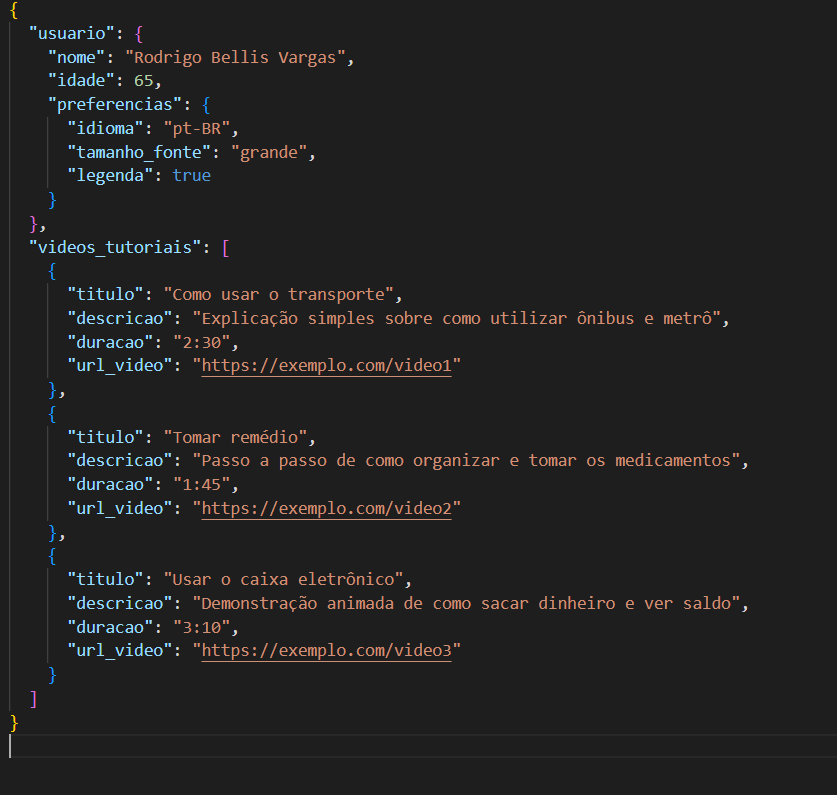 {
"usuario": {
"nome": "Rodrigo Bellis Vargas",
"idade": 65,
"preferencias": {
"idioma": "pt-BR",
"tamanho_fonte": "grande",
"legenda": true
}
},
"videos_tutoriais": [
{
"titulo": "Como usar o transporte",
"descricao": "Explicação simples sobre como utilizar ônibus e metrô",
"duracao": "2:30",
"url_video": "https://exemplo.com/video1"
},
{
"titulo": "Tomar remédio",
"descricao": "Passo a passo de como organizar e tomar os medicamentos",
"duracao": "1:45",
"url_video": "https://exemplo.com/video2"
},
{
"titulo": "Usar o caixa eletrônico",
"descricao": "Demonstração animada de como sacar dinheiro e ver saldo",
"duracao": "3:10",
"url_video": "https://exemplo.com/video3"
}
]
}